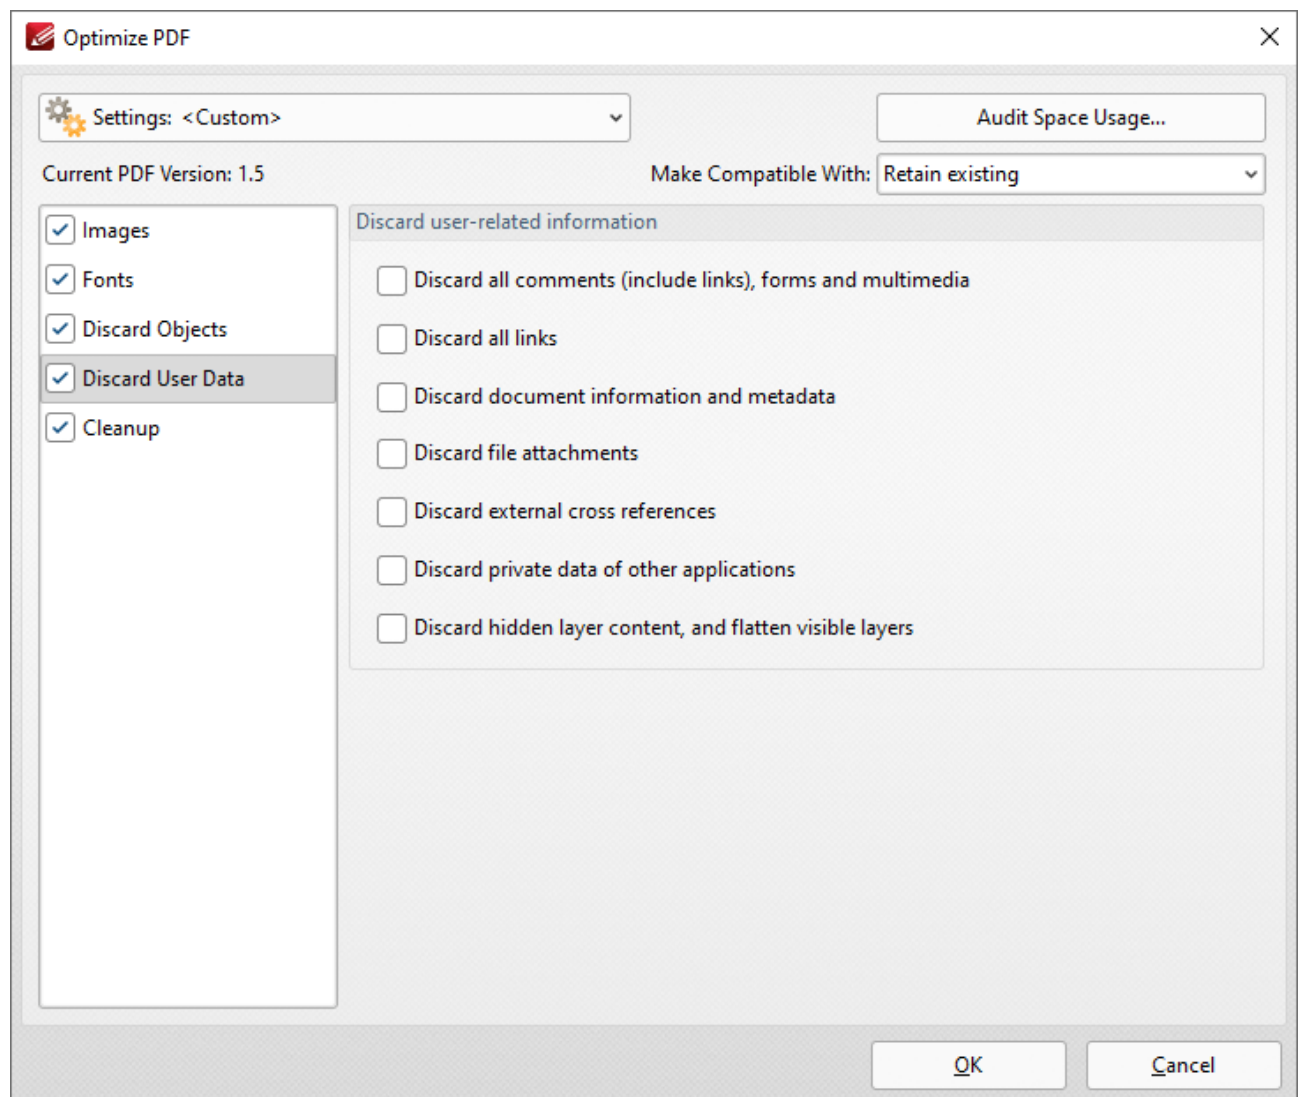 Optimize PDF
Settings: <Custom>
Audit Space Usage...
Current PDF Version: 1.5
Make Compatible With: Retain existing
Images
Fonts
Discard Objects
Discard User Data
Cleanup
Discard user-related information
Discard all comments (include links), forms and multimedia
Discard all links
Discard document information and metadata
Discard file attachments
Discard external cross references
Discard private data of other applications
Discard hidden layer content, and flatten visible layers
OK
Cancel